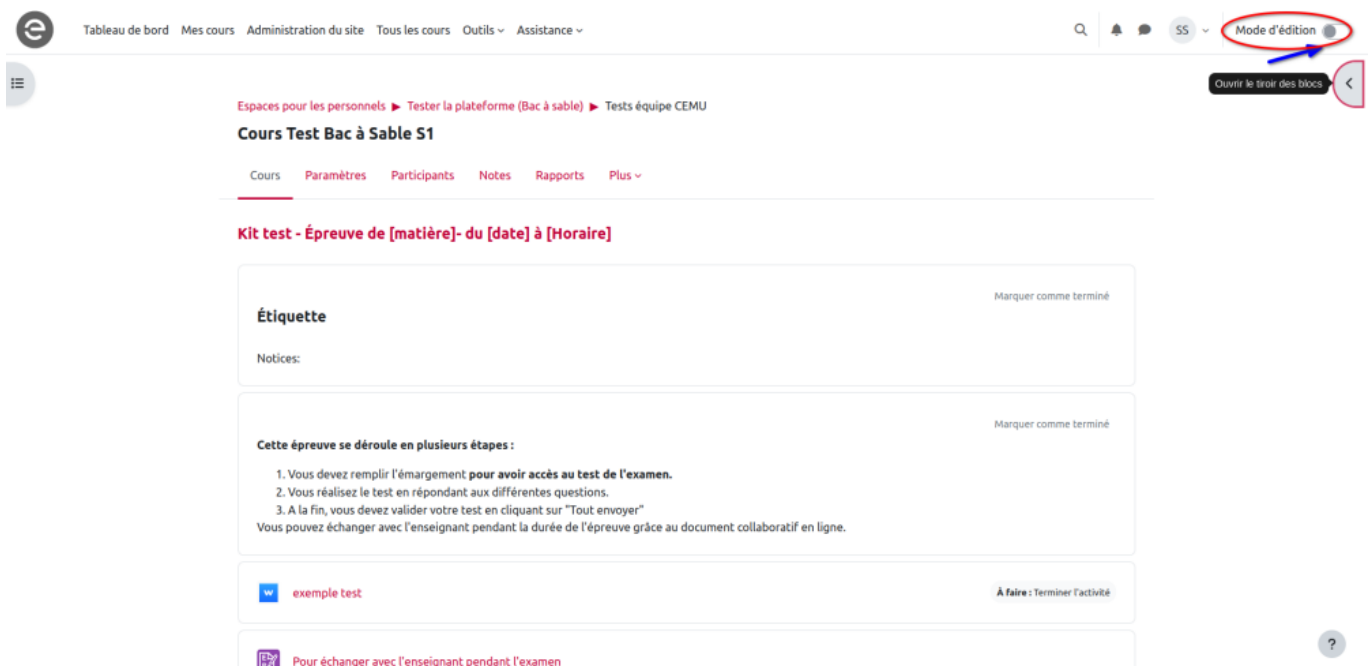 e
Tableau de bord Mes cours Administration du site Tous les cours Outils Assistance
SS
Mode d'édition
Ouvrir le tiroir des blocs
Espaces pour les personnels ▶ Tester la plateforme (Bac à sable) ▶ Tests équipe CEMU
Cours Test Bac à Sable S1
Cours Paramètres Participants Notes Rapports Plus
Kit test - Épreuve de [matière]- du [date] à [Horaire]
Marquer comme terminé
Étiquette
Notices:
Marquer comme terminé
Cette épreuve se déroule en plusieurs étapes :
1. Vous devez remplir l'émargement pour avoir accès au test de l'examen.
2. Vous réalisez le test en répondant aux différentes questions.
3. A la fin, vous devez valider votre test en cliquant sur "Tout envoyer"
Vous pouvez échanger avec l'enseignant pendant la durée de l'épreuve grâce au document collaboratif en ligne.
W
exemple test
À faire : Terminer l'activité
Pour échanger avec l'enseignant pendant l'examen
?